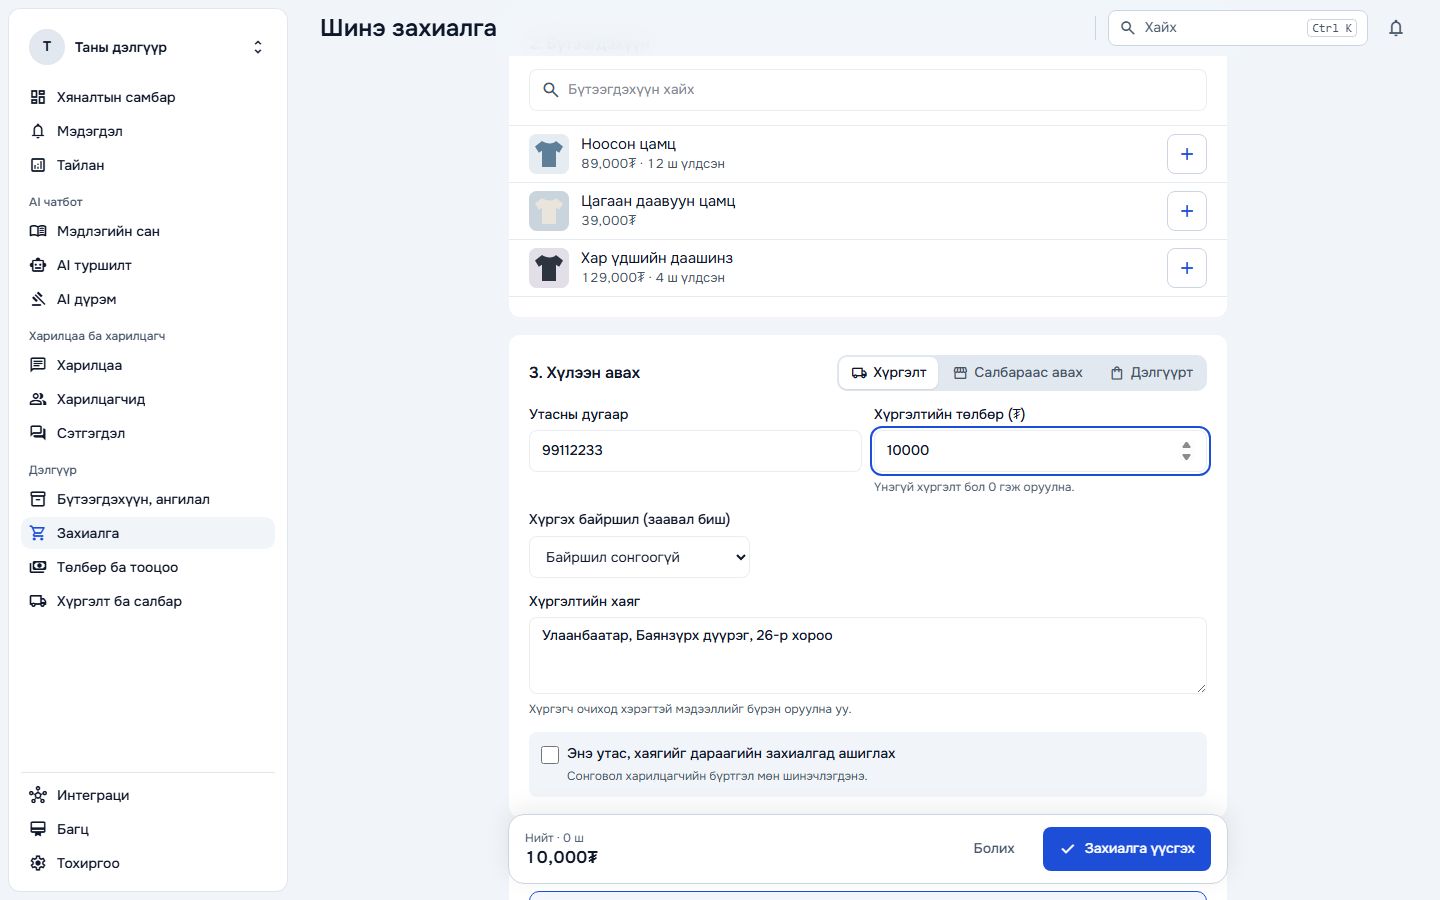 Т
Таны дэлгүүр
Хяналтын самбар
Мэдэгдэл
Тайлан
AI чатбот
Мэдлэгийн сан
AI туршилт
AI дүрэм
Харилцаа ба харилцагч
Харилцаа
Харилцагчид
Сэтгэгдэл
Дэлгүүр
Бүтээгдэхүүн, ангилал
Захиалга
Төлбөр ба тооцоо
Хүргэлт ба салбар
Интеграци
Багц
Тохиргоо
Шинэ захиалга
Хайх
Ctrl K
2. Бүтээгдэхүүн
Бүтээгдэхүүн хайх
Ноосон цамц
89,000₮ · 12 ш үлдсэн
Цагаан даавуун цамц
39,000₮
Хар үдшийн даашинз
129,000₮ · 4 ш үлдсэн
3. Хүлээн авах
Хүргэлт
Салбараас авах
Дэлгүүрт
Утасны дугаар
Хүргэлтийн төлбөр (₮)
99112233
10000
Үнэгүй хүргэлт бол 0 гэж оруулна.
Хүргэх байршил (заавал биш)
Байршил сонгоогүй
Хүргэлтийн хаяг
Улаанбаатар, Баянзүрх дүүрэг, 26-р хороо
Хүргэгч очиход хэрэгтэй мэдээллийг бүрэн оруулна уу.
Энэ утас, хаягийг дараагийн захиалгад ашиглах
Сонговол харилцагчийн бүртгэл мөн шинэчлэгдэнэ.
Нийт · 0 ш
10,000₮
Болих
Захиалга үүсгэх